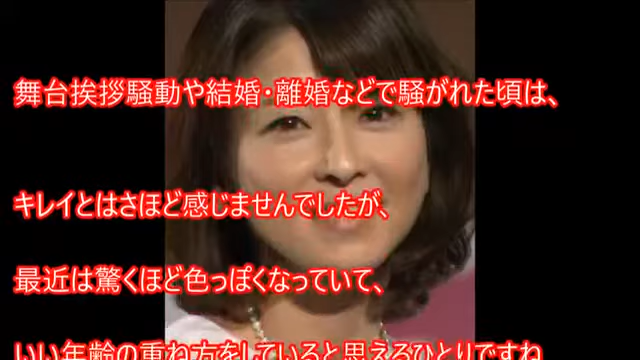 舞台挨拶騒動や結婚・離婚などで騒がれた頃は、
キレイとはさほど感じませんでしたが、
最近は驚くほど色っぽくなっていて、
いい年齢の重ね方をしていると思えるひとりですね